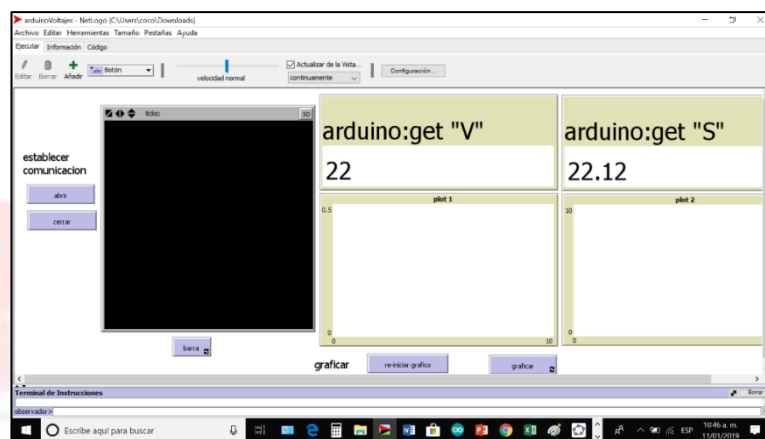 arduinoVoltajes - NetLogo {C:\Users\coco\Downloads}
Archivo Editar Herramientas Tamaño Pestañas Ayuda
Ejecutar Información Código
Editar Borrar Añadir
Botón
velocidad normal
Actualizar de la Vista...
continuamente
Configuración...
ticks:
3D
establecer
comunicacion
abrir
cerrar
barra
arduino:get "V"
22
arduino:get "S"
22.12
plot 1
0.5
0
0
10
plot 2
10
0
0
graficar
re-iniciar grafico
graficar
Terminal de Instrucciones
Borrar
observador>
Escribe aquí para buscar
ESP
10:46 a. m.
11/01/2019